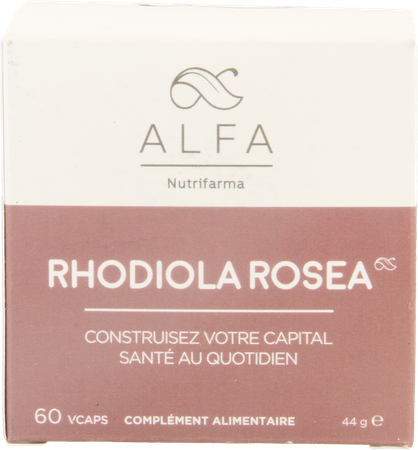 ALFA
Nutrifarma
RHODIOLA ROSEA
CONSTRUISEZ VOTRE CAPITAL
SANTÉ AU QUOTIDIEN
60 VCAPS COMPLÉMENT ALIMENTAIRE 44 g ℮